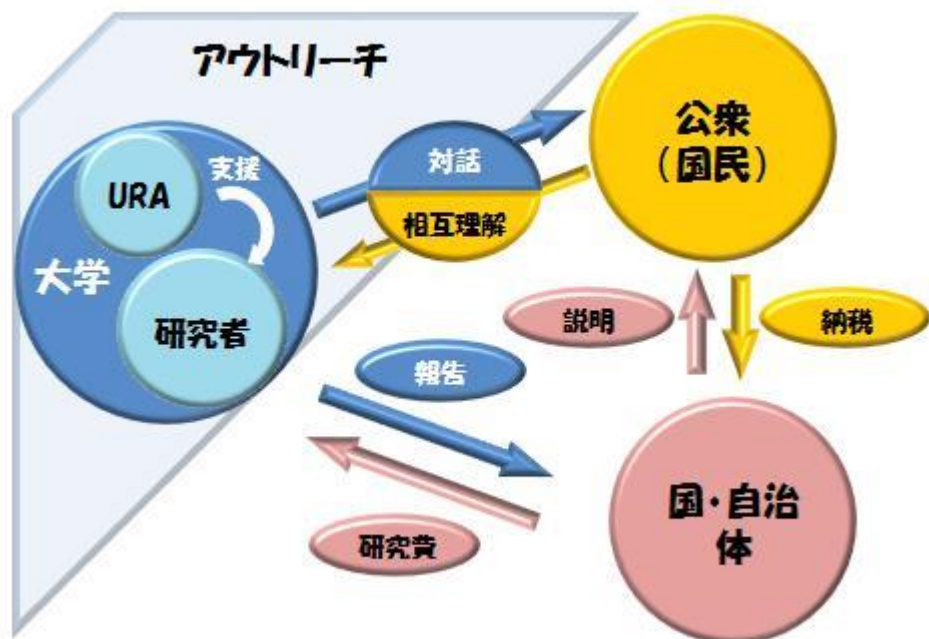 アウトリーチ
公衆
（国民）
対話
相互理解
支援
URA
大学
研究者
説明
納税
報告
国・自治
体
研究費